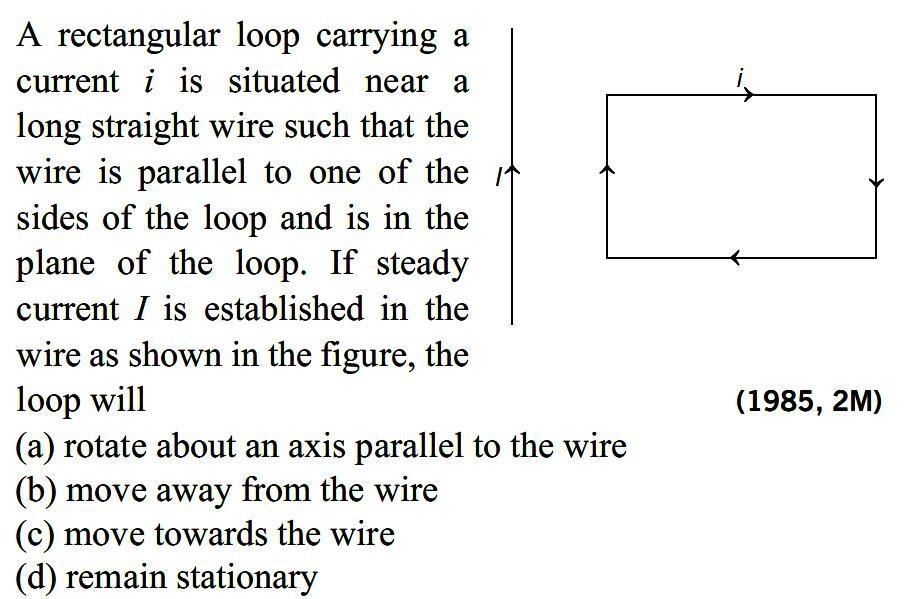 A rectangular loop carrying a
current i is situated near a
long straight wire such that the
wire is parallel to one of the
sides of the loop and is in the
plane of the loop. If steady
current I is established in the
wire as shown in the figure, the
loop will
(1985, 2M)
(a) rotate about an axis parallel to the wire
(b) move away from the wire
(c) move towards the wire
(d) remain stationary
I
i